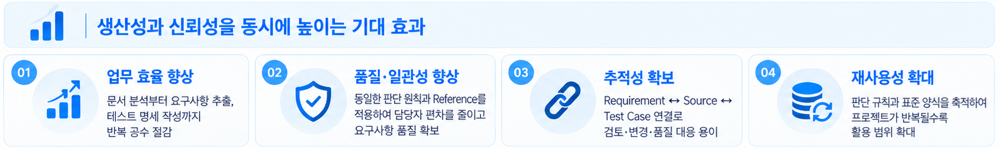 생산성과 신뢰성을 동시에 높이는 기대 효과
01
업무 효율 향상
문서 분석부터 요구사항 추출,
테스트 명세 작성까지
반복 공수 절감
02
품질·일관성 향상
동일한 판단 원칙과 Reference를
적용하여 담당자 편차를 줄이고
요구사항 품질 확보
03
추적성 확보
Requirement ↔ Source ↔
Test Case 연결로
검토·변경·품질 대응 용이
04
재사용성 확대
판단 규칙과 표준 양식을 축적하여
프로젝트가 반복될수록
활용 범위 확대